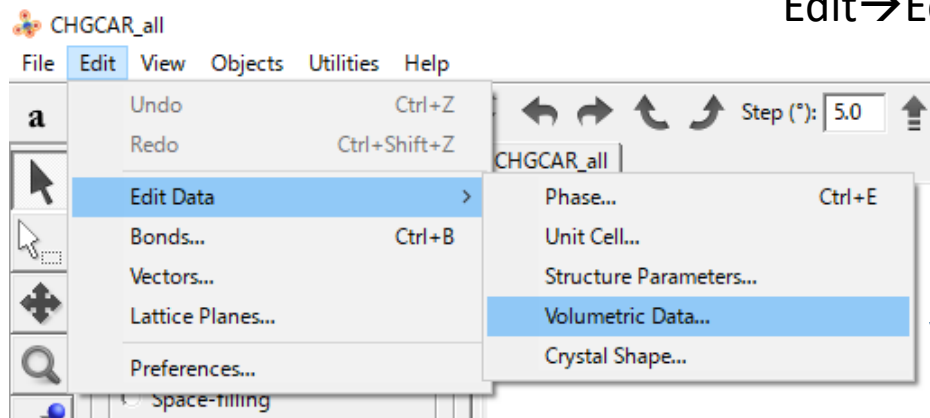 Edit→E
CHGCAR_all
File Edit View Objects Utilities Help
a
Step (°): 5.0
CHGCAR_all
Undo Ctrl+Z
Redo Ctrl+Shift+Z
Edit Data >
Bonds... Ctrl+B
Vectors...
Lattice Planes...
Preferences...
Phase... Ctrl+E
Unit Cell...
Structure Parameters...
Volumetric Data...
Crystal Shape...
Space-filling